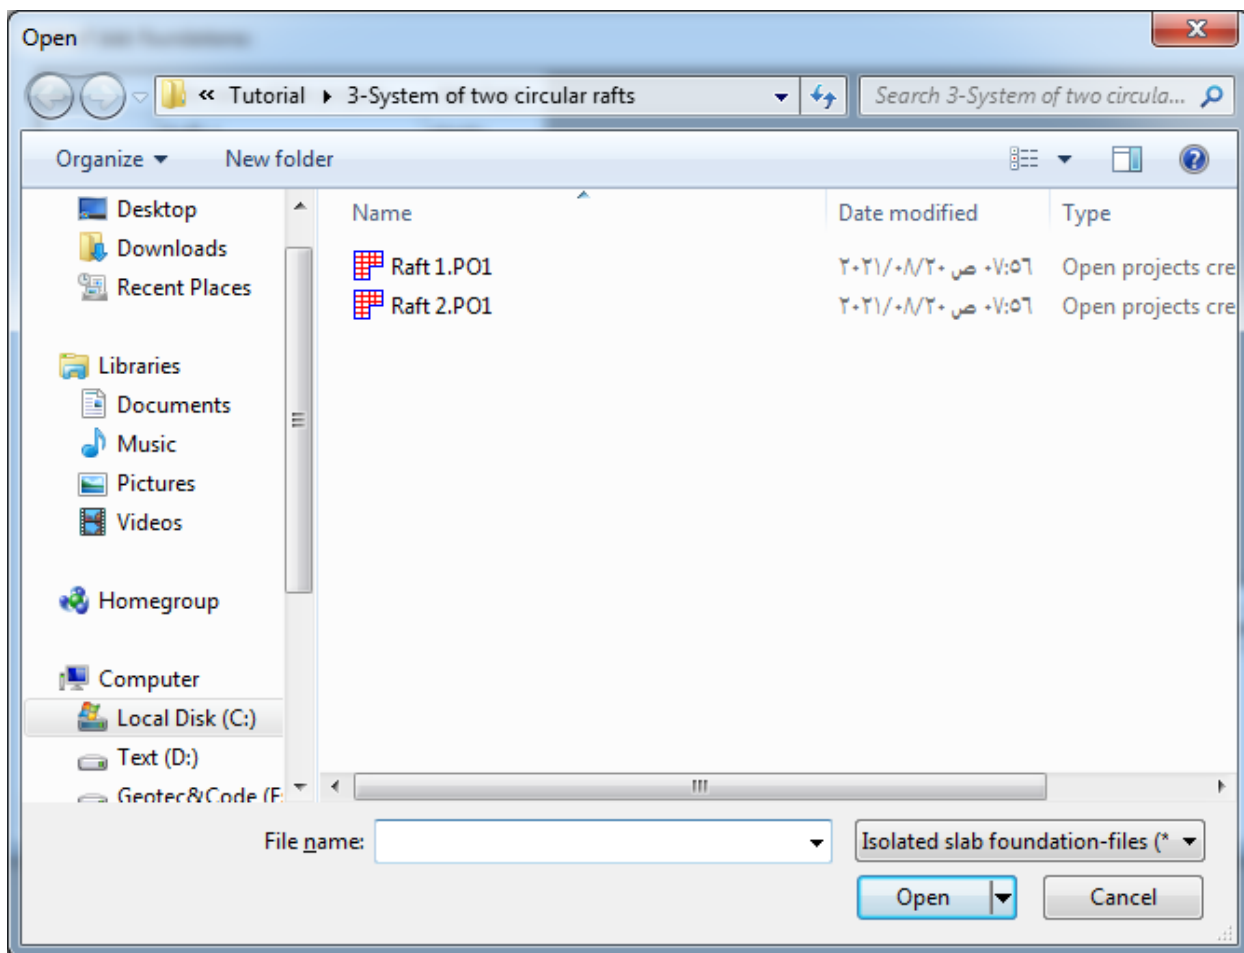 Open
« Tutorial ▸ 3-System of two circular rafts
Search 3-System of two circula...
Organize
New folder
Name
Date modified
Type
Raft 1.PO1
٢٠٢١/٠٨/٢٠ ص ٠٧:٥٦
Open projects cre
Raft 2.PO1
٢٠٢١/٠٨/٢٠ ص ٠٧:٥٦
Open projects cre
Desktop
Downloads
Recent Places
Libraries
Documents
Music
Pictures
Videos
Homegroup
Computer
Local Disk (C:)
Text (D:)
Geotec&Code (F:
File name:
Isolated slab foundation-files (*
Open
Cancel